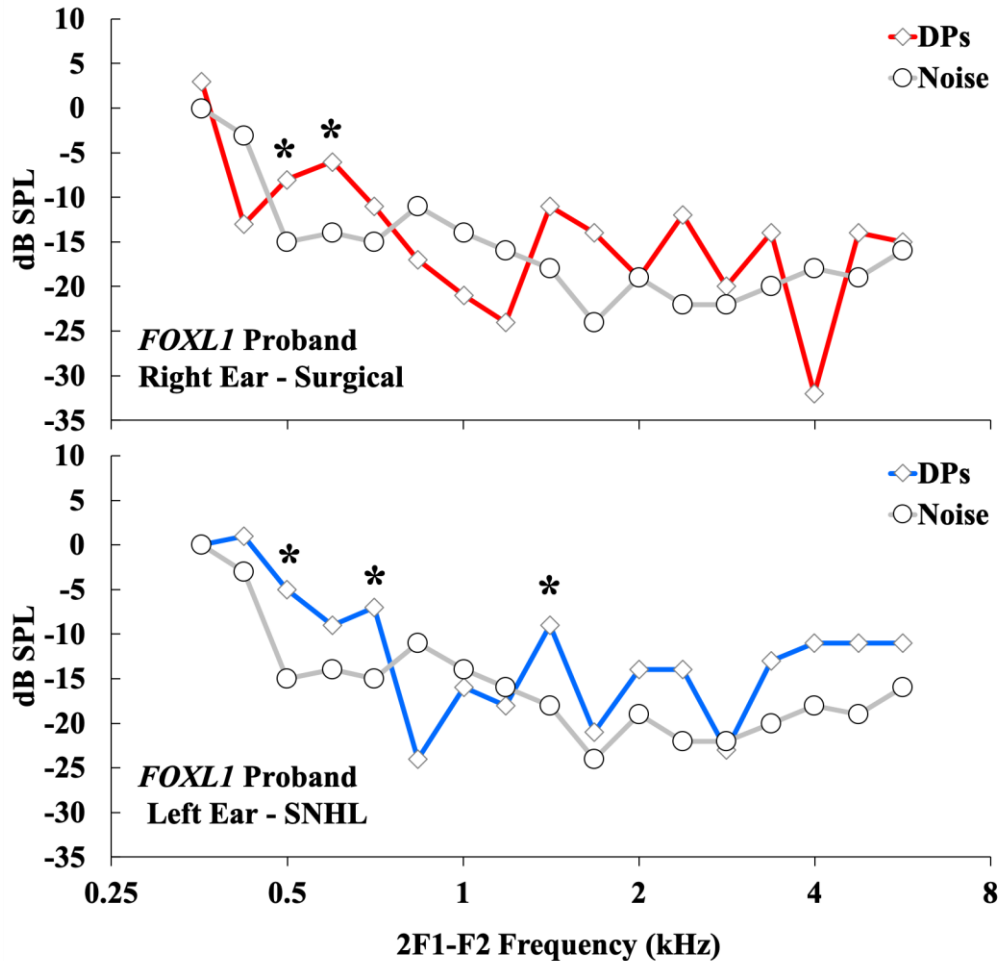 10
5
0
-5
-10
-15
-20
-25
-30
-35
dB SPL
DPs
Noise
*
*
FOXL1 Proband
Right Ear - Surgical
10
5
0
-5
-10
-15
-20
-25
-30
-35
dB SPL
DPs
Noise
*
*
*
FOXL1 Proband
Left Ear - SNHL
0.25 0.5 1 2 4 8
2F1-F2 Frequency (kHz)